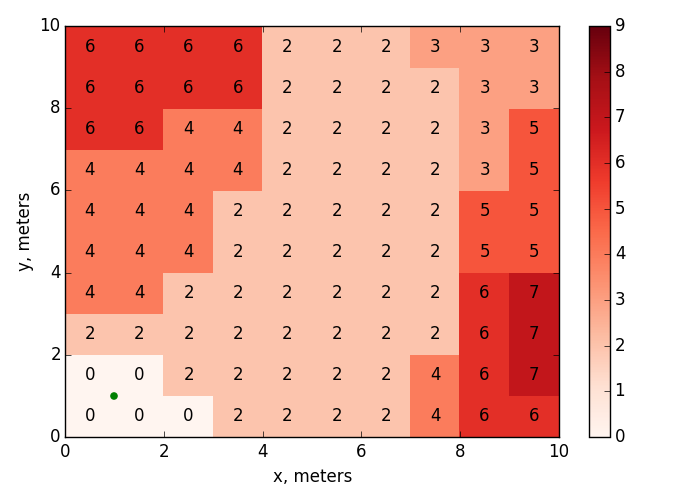 10
6 6 6 6 2 2 2 3 3 3
9
6 6 6 6 2 2 2 2 3 3
8
8
6 6 4 4 2 2 2 2 3 5
7
4 4 4 4 2 2 2 2 3 5
6
6
4 4 4 2 2 2 2 2 5 5
5
4 4 4 2 2 2 2 2 5 5
4
4
4 4 2 2 2 2 2 2 6 7
3
2 2 2 2 2 2 2 2 6 7
2
2
0 0 2 2 2 2 2 4 6 7
1
0 0 0 2 2 2 2 4 6 6
0
0
0 2 4 6 8 10
x, meters
y, meters